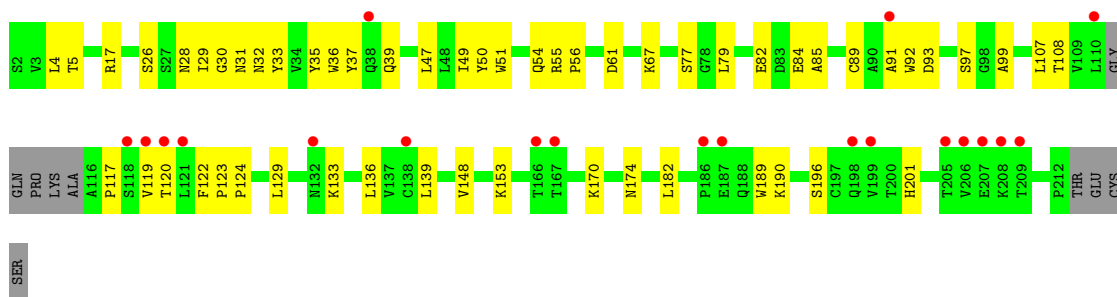 S2 V3 L4 T5 R17 S26 S27 N28 I29 G30 N31 N32 Y33 V34 Y35 W36 Y37 Q38 Q39 L47 L48 I49 Y50 W51 Q54 R55 P56 D61 K67 S77 G78 L79 E82 D83 E84 A85 C89 A90 A91 W92 D93 S97 G98 A99 L107 T108 V109 L110 GLY
GLN PRO LYS ALA A116 P117 S118 V119 T120 L121 F122 P123 P124 L129 N132 K133 L136 V137 C138 L139 V148 K153 T166 T167 K170 N174 L182 P186 E187 Q188 W189 K190 S196 C197 Q198 V199 T200 H201 T205 V206 E207 K208 T209 P212 THR GLU CYS
SER